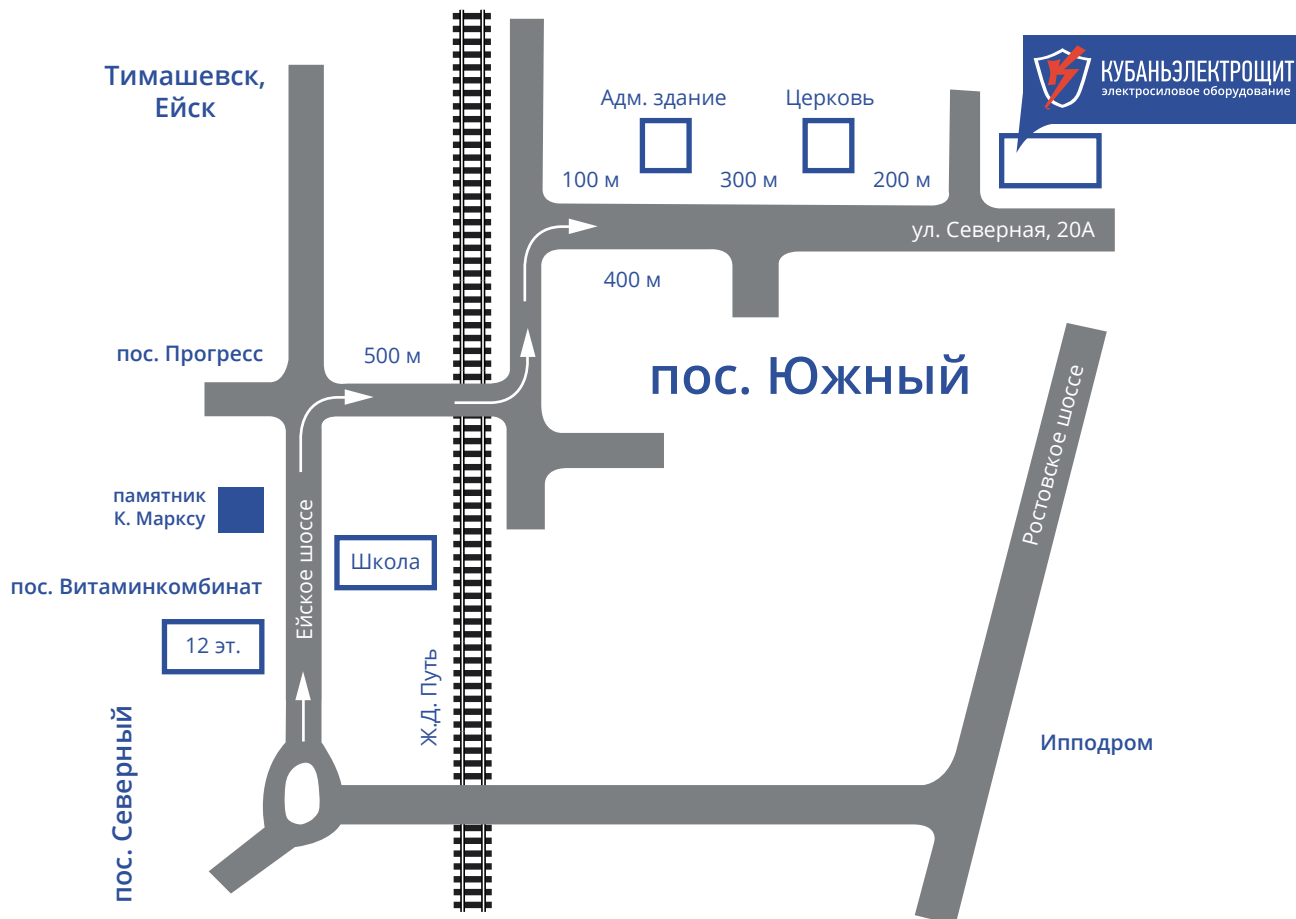 Тимашевск,
Ейск
Адм. здание
Церковь
КУБАНЬЭЛЕКТРОЩИТ
электросиловое оборудование
100 м
300 м
200 м
ул. Северная, 20А
400 м
пос. Прогресс
500 м
пос. Южный
Ростовское шоссе
памятник
К. Марксу
Ейское шоссе
Школа
пос. Витаминкомбинат
12 эт.
Ж.Д. Путь
пос. Северный
Ипподром